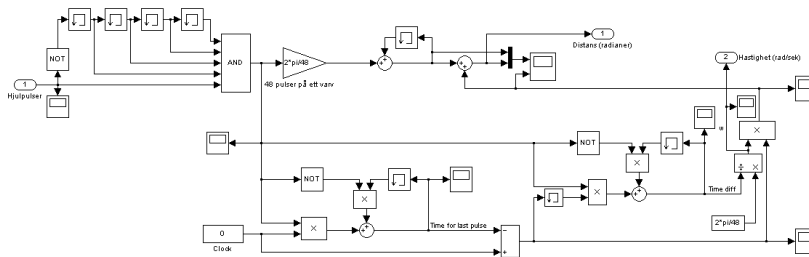 NOT
AND
2*pi/48
1
Distans (radianer)
2
Hastighet (rad/sek)
1
Hjulpulser
48 pulser på ett varv
NOT
NOT
Time diff
2*pi/48
Time for last pulse
0
Clock